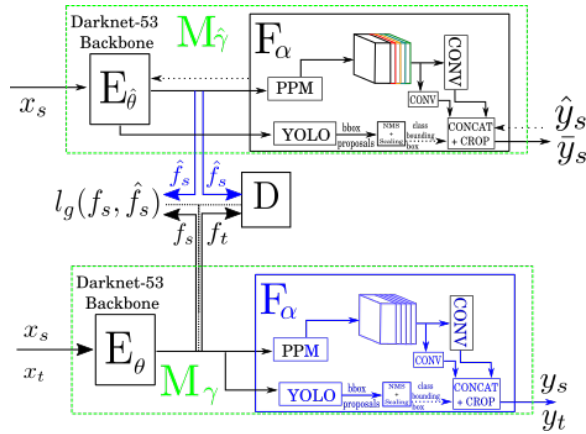 Darknet-53
Backbone
M_γ̂
F_α
E_θ̂
x_s
PPM
CONV
CONV
YOLO
bbox
proposals
NMS
+
Scaling
class
bounding
box
CONCAT
+ CROP
ŷ_s
ȳ_s
f̂_s
f̂_s
l_g(f_s, f̂_s)
D
f_s
f_t
Darknet-53
Backbone
F_α
x_s
x_t
E_θ
M_γ
PPM
CONV
CONV
YOLO
bbox
proposals
NMS
+
Scaling
class
bounding
box
CONCAT
+ CROP
y_s
y_t